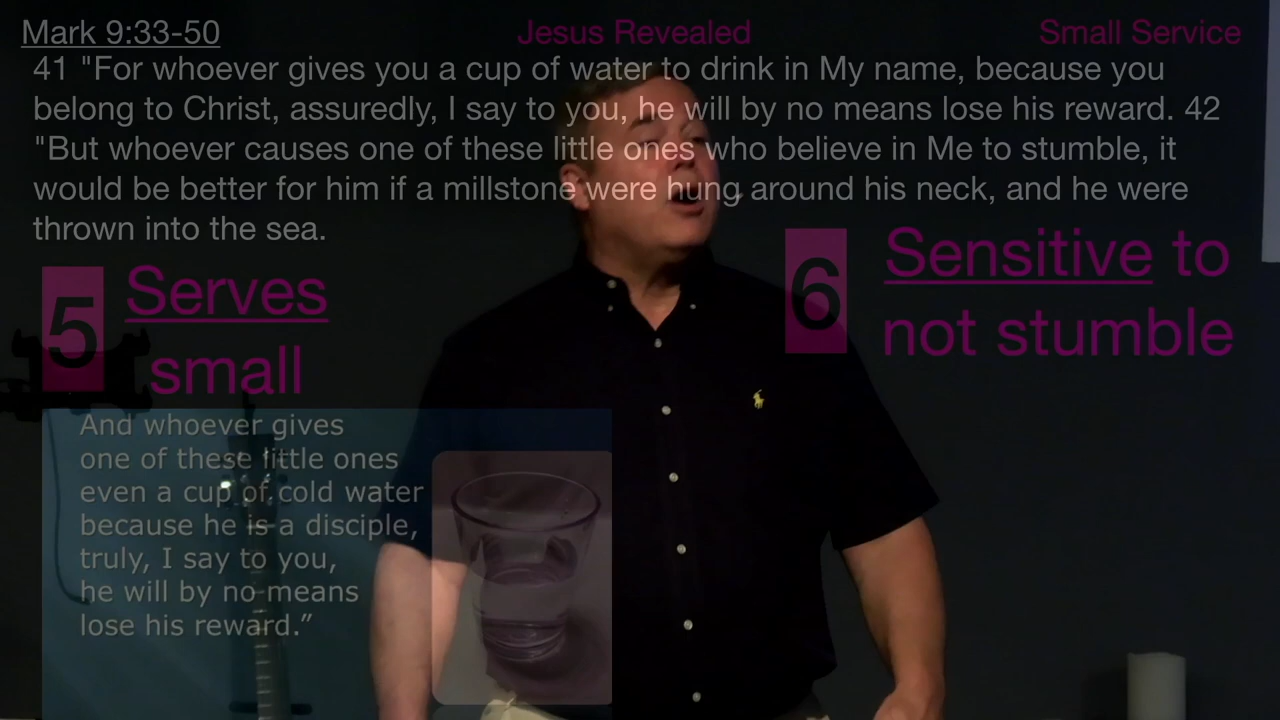 Mark 9:33-50 Jesus Revealed Small Service
41 "For whoever gives you a cup of water to drink in My name, because you
belong to Christ, assuredly, I say to you, he will by no means lose his reward. 42
"But whoever causes one of these little ones who believe in Me to stumble, it
would be better for him if a millstone were hung around his neck, and he were
thrown into the sea.
5 Serves
small
6 Sensitive to
not stumble
And whoever gives
one of these little ones
even a cup of cold water
because he is a disciple,
truly, I say to you,
he will by no means
lose his reward.”